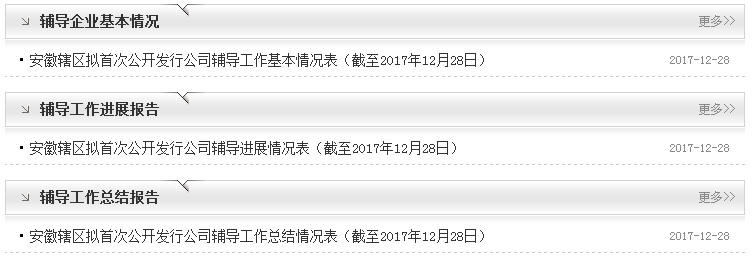 辅导企业基本情况 更多>>
安徽辖区拟首次公开发行公司辅导工作基本情况表（截至2017年12月28日） 2017-12-28
辅导工作进展报告 更多>>
安徽辖区拟首次公开发行公司辅导进展情况表（截至2017年12月28日） 2017-12-28
辅导工作总结报告 更多>>
安徽辖区拟首次公开发行公司辅导工作总结情况表（截至2017年12月28日） 2017-12-28